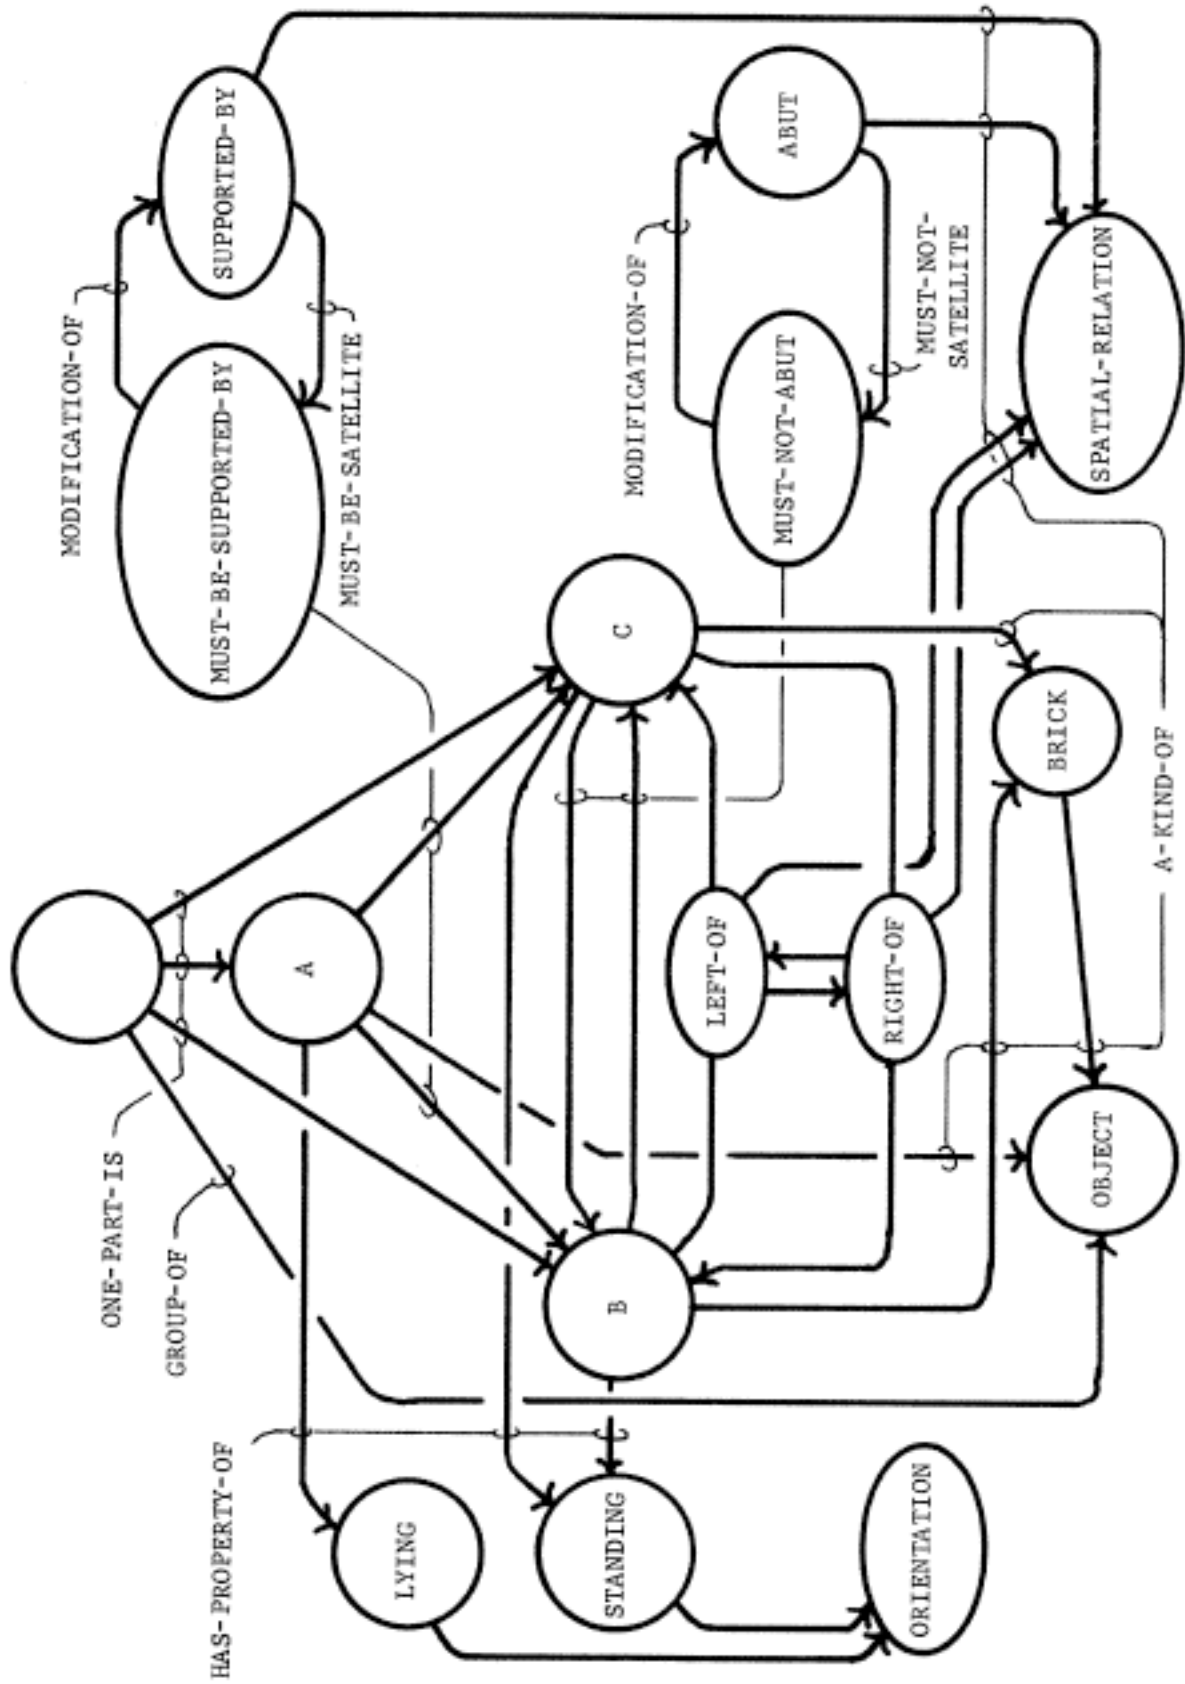 MODIFICATION-OF
ONE-PART-IS
GROUP-OF
HAS-PROPERTY-OF
MUST-BE-SUPPORTED-BY
SUPPORTED-BY
A
MUST-BE-SATELLITE
LYING
STANDING
B
C
MODIFICATION-OF
LEFT-OF
MUST-NOT-ABUT
ABUT
RIGHT-OF
ORIENTATION
MUST-NOT-
SATELLITE
BRICK
OBJECT
SPATIAL-RELATION
A-KIND-OF